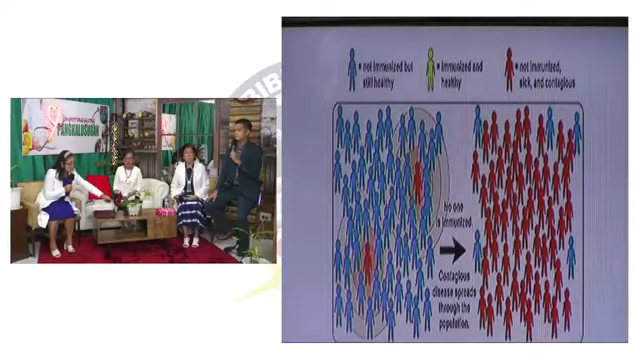 PANGKALUSUGAN
= not immunized but
still healthy
= immunized and
healthy
= not immunized,
sick, and contagious
No one
is immunized.
Contagious
disease spreads
through the
population.